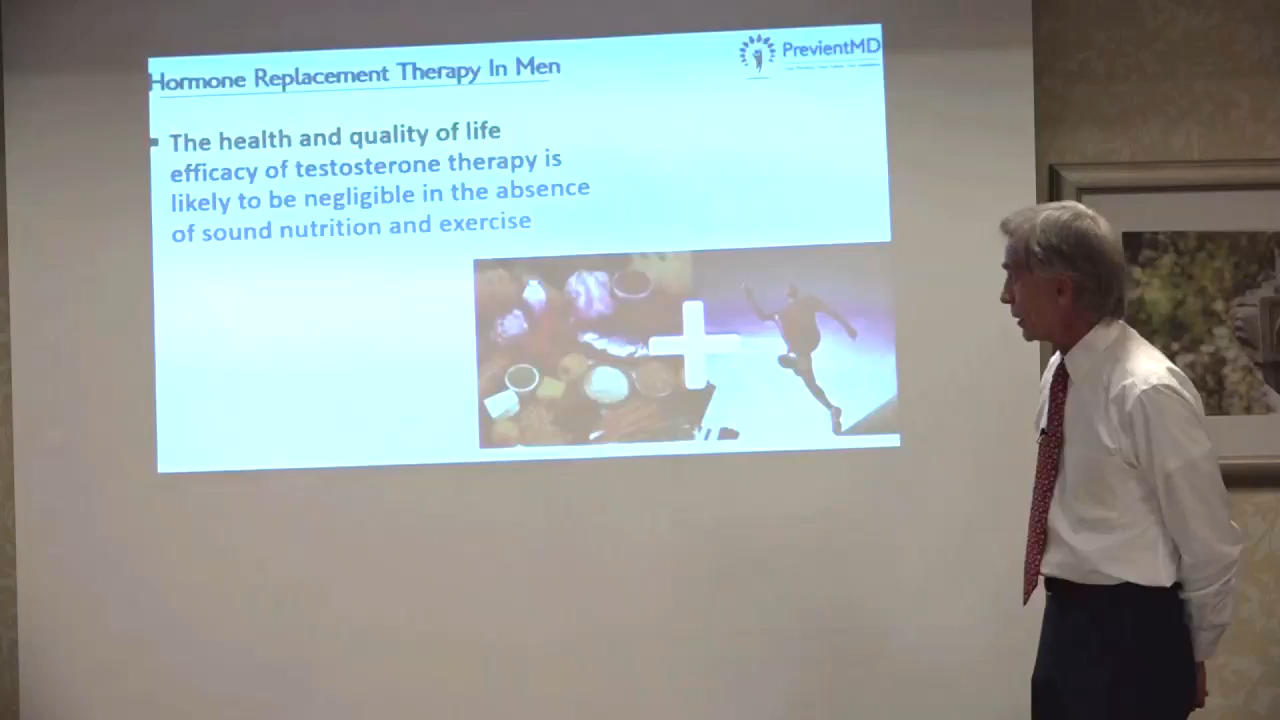 Hormone Replacement Therapy In Men
PrevientMD
The health and quality of life
efficacy of testosterone therapy is
likely to be negligible in the absence
of sound nutrition and exercise